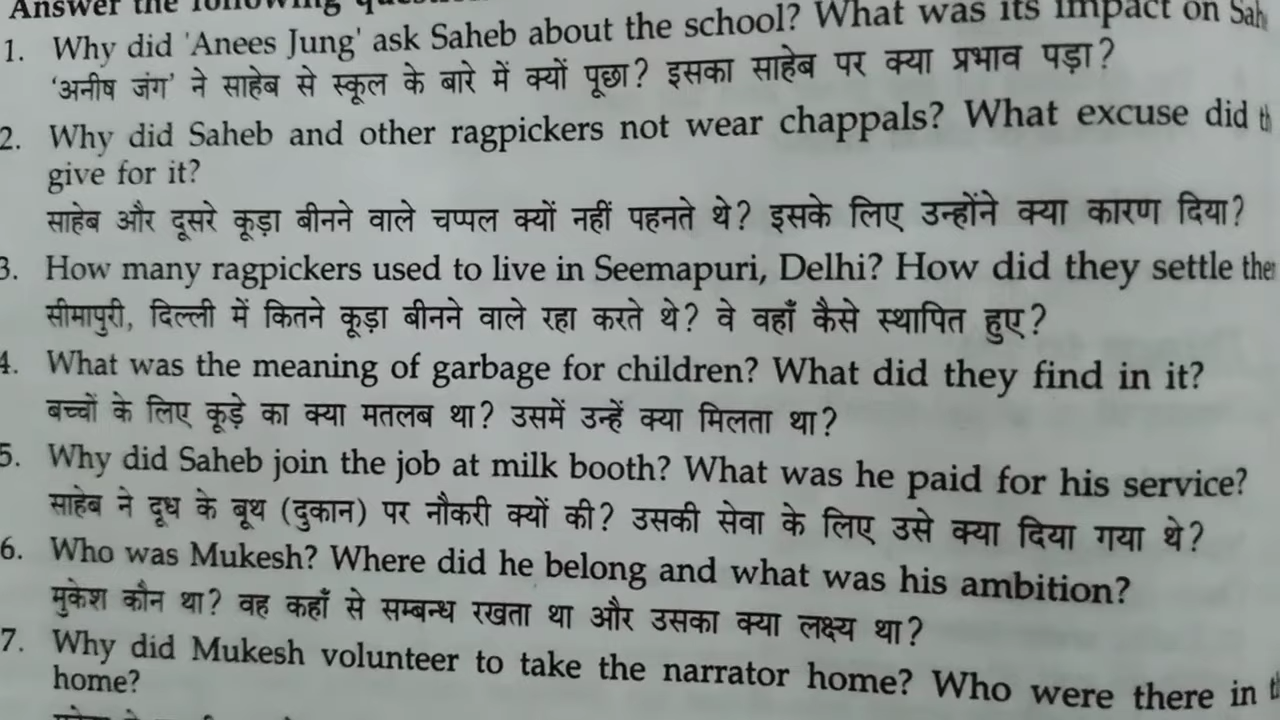 Answer the following
1. Why did 'Anees Jung' ask Saheb about the school? What was its impact on
'अनीष जंग' ने साहेब से स्कूल के बारे में क्यों पूछा? इसका साहेब पर क्या प्रभाव पड़ा?
2. Why did Saheb and other ragpickers not wear chappals? What excuse did
give for it?
साहेब और दूसरे कूड़ा बीनने वाले चप्पल क्यों नहीं पहनते थे? इसके लिए उन्होंने क्या कारण दिया?
3. How many ragpickers used to live in Seemapuri, Delhi? How did they settle
सीमापुरी, दिल्ली में कितने कूड़ा बीनने वाले रहा करते थे? वे वहाँ कैसे स्थापित हुए?
4. What was the meaning of garbage for children? What did they find in it?
बच्चों के लिए कूड़े का क्या मतलब था? उसमें उन्हें क्या मिलता था?
5. Why did Saheb join the job at milk booth? What was he paid for his service?
साहेब ने दूध के बूथ (दुकान) पर नौकरी क्यों की? उसकी सेवा के लिए उसे क्या दिया गया थे?
6. Who was Mukesh? Where did he belong and what was his ambition?
मुकेश कौन था? वह कहाँ से सम्बन्ध रखता था और उसका क्या लक्ष्य था?
7. Why did Mukesh volunteer to take the narrator home? Who were there in
home?